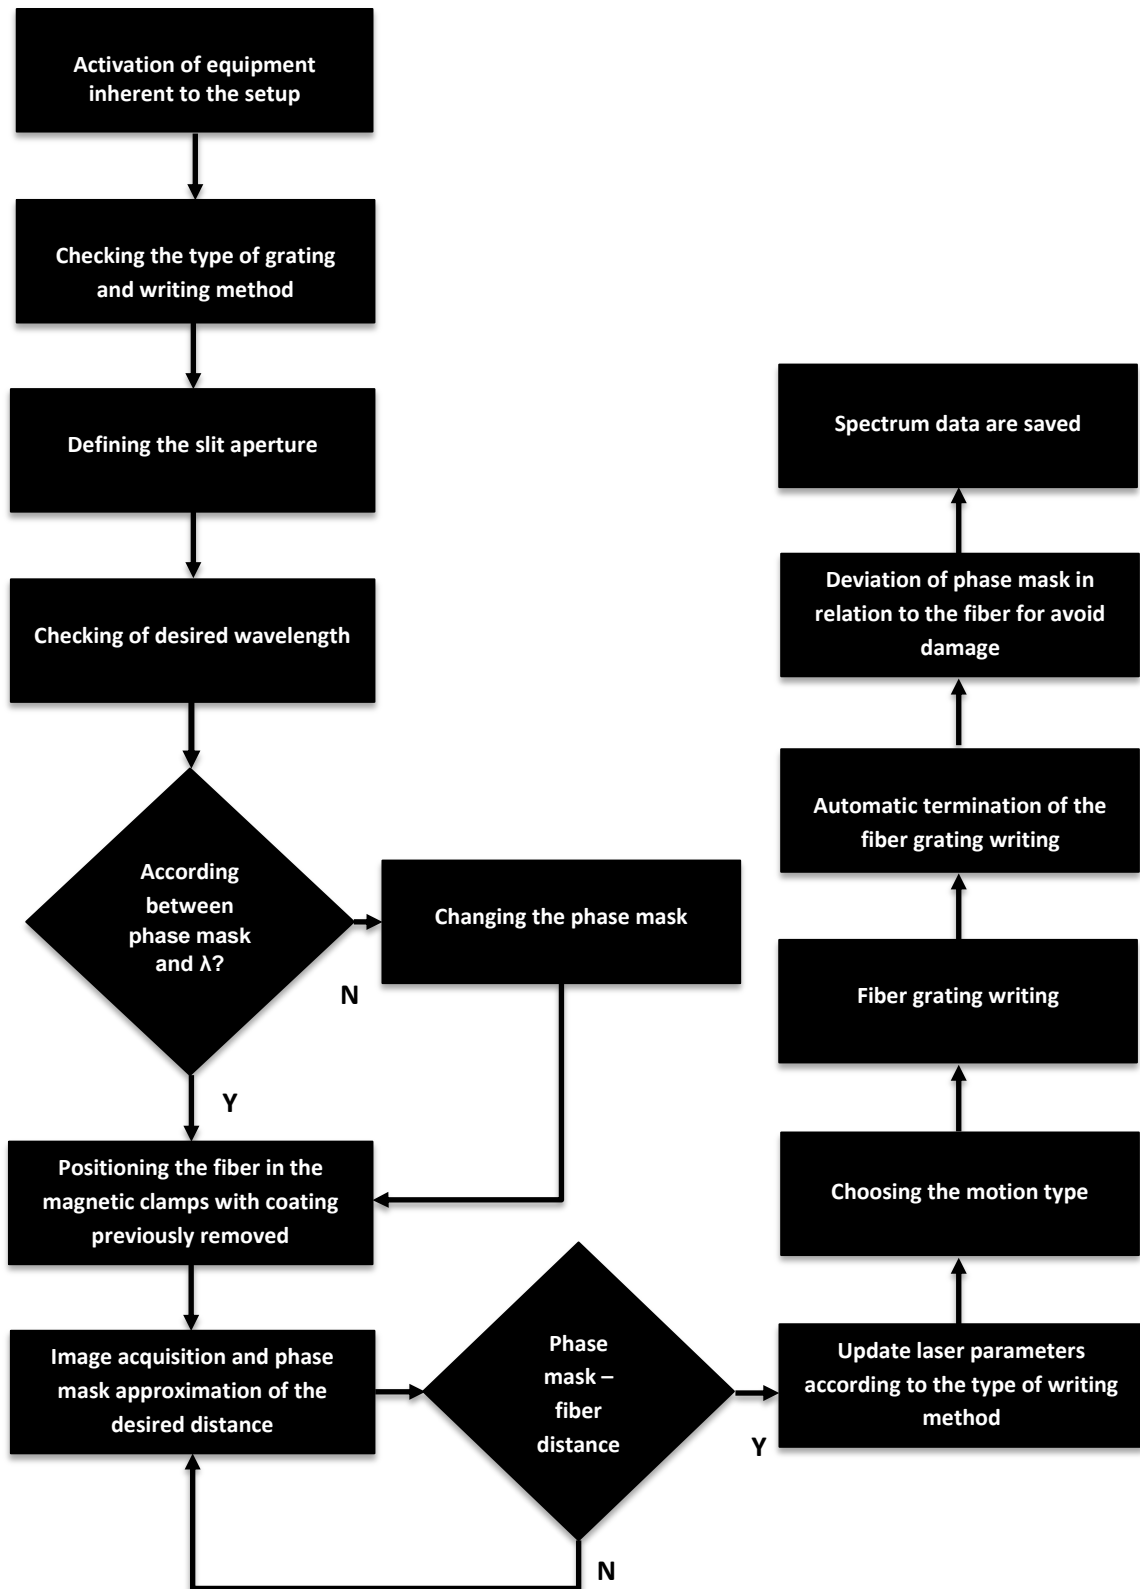 Activation of equipment
inherent to the setup
Checking the type of grating
and writing method
Defining the slit aperture
Checking of desired wavelength
According
between
phase mask
and λ?
N
Changing the phase mask
Y
Positioning the fiber in the
magnetic clamps with coating
previously removed
Image acquisition and phase
mask approximation of the
desired distance
Phase
mask –
fiber
distance
N
Y
Update laser parameters
according to the type of writing
method
Choosing the motion type
Fiber grating writing
Automatic termination of the
fiber grating writing
Deviation of phase mask in
relation to the fiber for avoid
damage
Spectrum data are saved